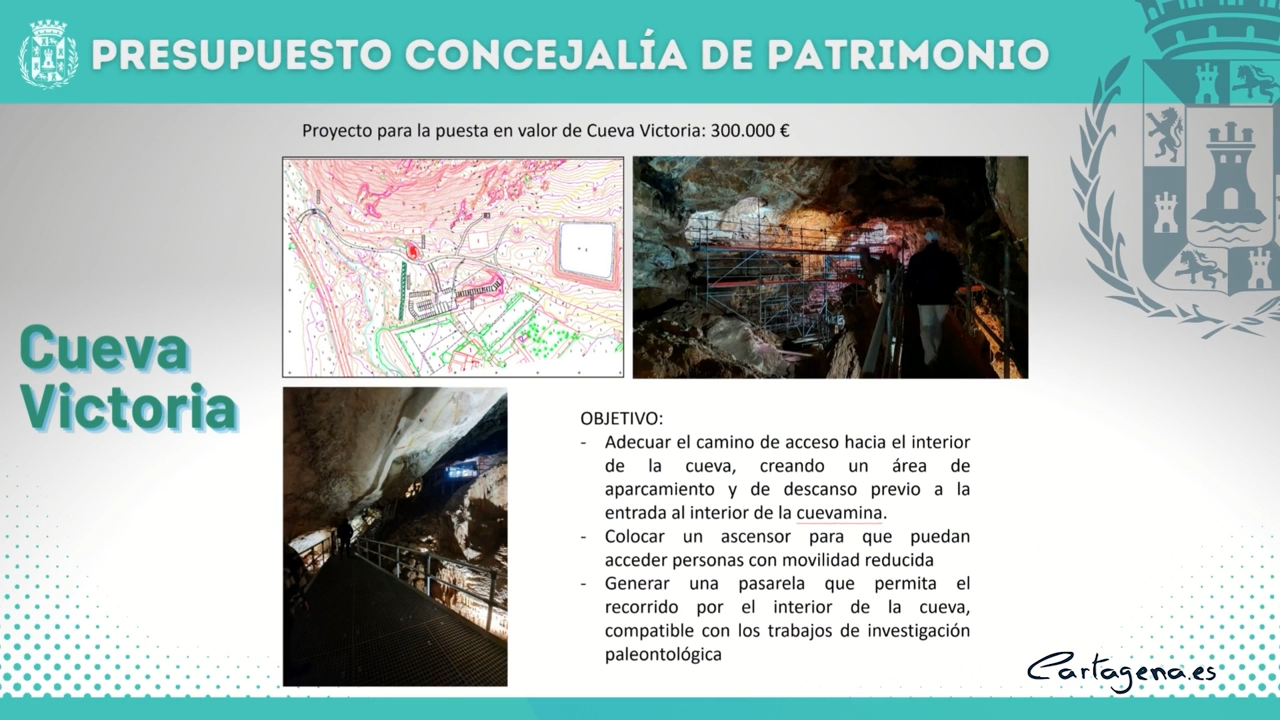 PRESUPUESTO CONCEJALÍA DE PATRIMONIO
Proyecto para la puesta en valor de Cueva Victoria: 300.000 €
Cueva
Victoria
OBJETIVO:
- Adecuar el camino de acceso hacia el interior
de la cueva, creando un área de
aparcamiento y de descanso previo a la
entrada al interior de la cuevamina.
- Colocar un ascensor para que puedan
acceder personas con movilidad reducida
- Generar una pasarela que permita el
recorrido por el interior de la cueva,
compatible con los trabajos de investigación
paleontológica
Cartagena.es